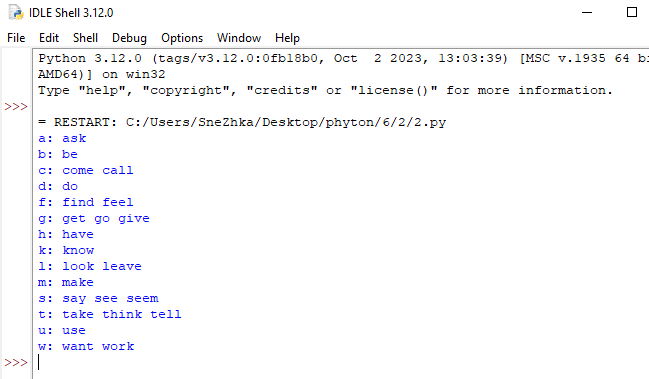 IDLE Shell 3.12.0
File Edit Shell Debug Options Window Help
Python 3.12.0 (tags/v3.12.0:0fb18b0, Oct  2 2023, 13:03:39) [MSC v.1935 64 bi
AMD64)] on win32
Type "help", "copyright", "credits" or "license()" for more information.
>>>
= RESTART: C:/Users/SneZhka/Desktop/phyton/6/2/2.py
a: ask
b: be
c: come call
d: do
f: find feel
g: get go give
h: have
k: know
l: look leave
m: make
s: say see seem
t: take think tell
u: use
w: want work
>>>